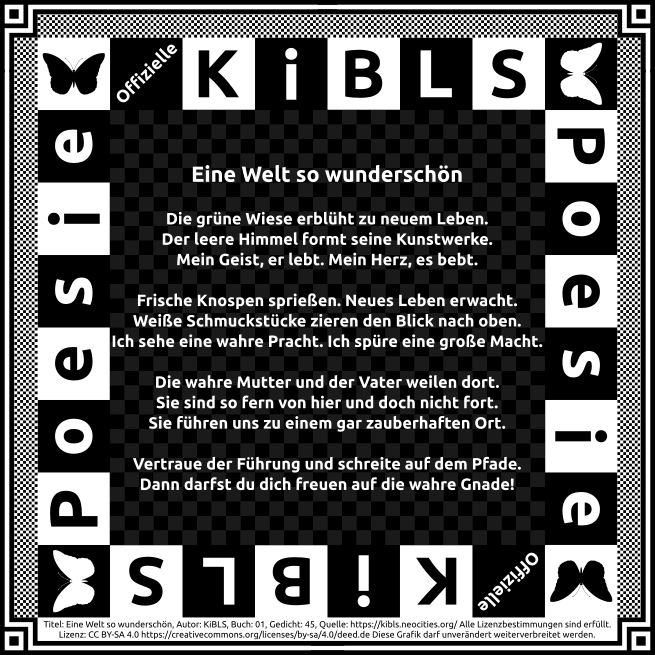 Offizielle KiBLS
Poesie
Poesie
Eine Welt so wunderschön
Die grüne Wiese erblüht zu neuem Leben.
Der leere Himmel formt seine Kunstwerke.
Mein Geist, er lebt. Mein Herz, es bebt.
Frische Knospen sprießen. Neues Leben erwacht.
Weiße Schmuckstücke zieren den Blick nach oben.
Ich sehe eine wahre Pracht. Ich spüre eine große Macht.
Die wahre Mutter und der Vater weilen dort.
Sie sind so fern von hier und doch nicht fort.
Sie führen uns zu einem gar zauberhaften Ort.
Vertraue der Führung und schreite auf dem Pfade.
Dann darfst du dich freuen auf die wahre Gnade!
Offizielle KiBLS
Titel: Eine Welt so wunderschön, Autor: KiBLS, Buch: 01, Gedicht: 45, Quelle: https://kibls.neocities.org/ Alle Lizenzbestimmungen sind erfüllt.
Lizenz: CC BY-SA 4.0 https://creativecommons.org/licenses/by-sa/4.0/deed.de Diese Grafik darf unverändert weiterverbreitet werden.